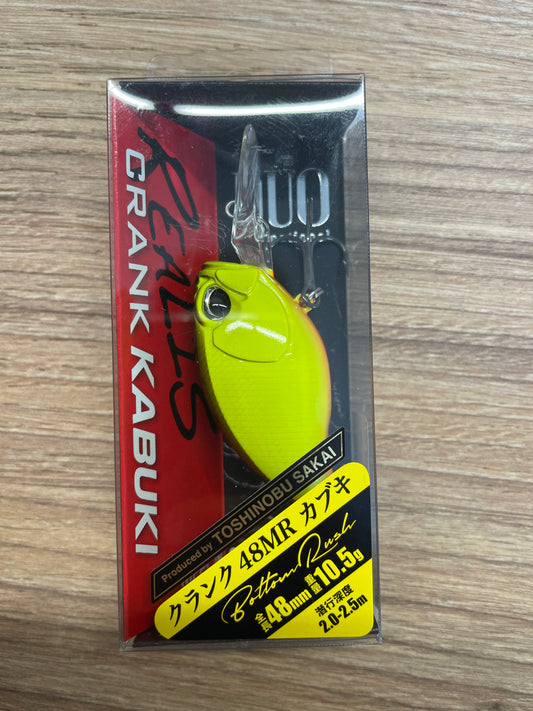 DUO
REALIS
CRANK KABUKI
Produced by TOSHINOBU SAKAI
クランク 48MR カブキ
Bottom Rush
全長48mm 重量10.5g
潜行深度
2.0-2.5m